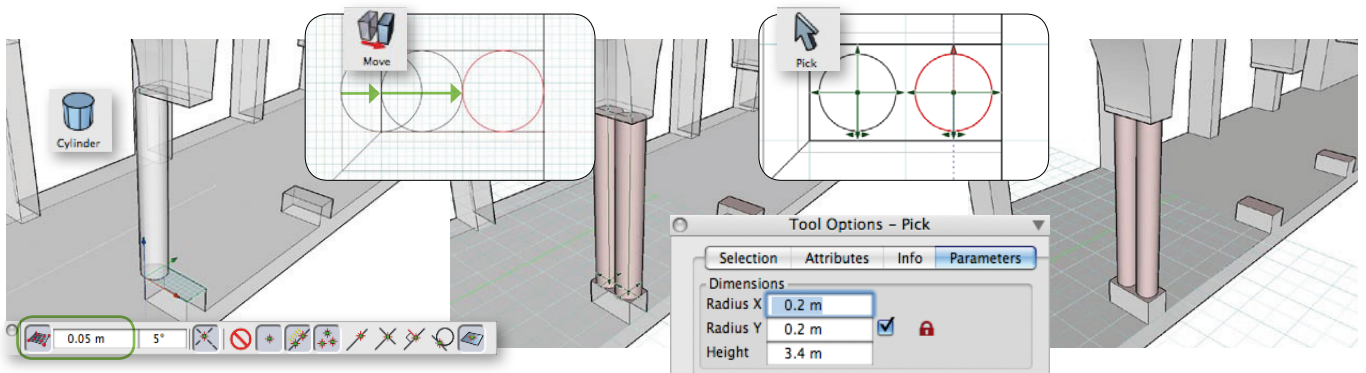 Cylinder
Move
Pick
0.05 m
5°
Tool Options – Pick
Selection Attributes Info Parameters
Dimensions
Radius X 0.2 m
Radius Y 0.2 m
Height 3.4 m